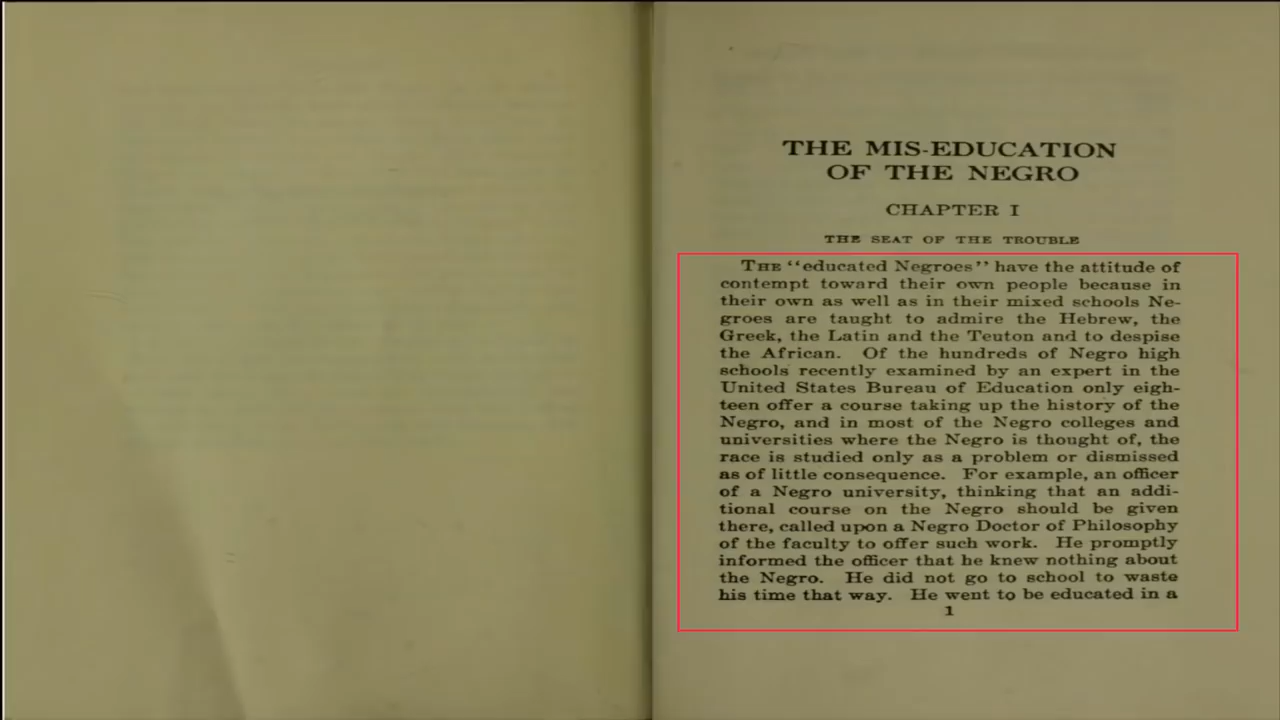 THE MIS-EDUCATION
OF THE NEGRO
CHAPTER I
THE SEAT OF THE TROUBLE
THE “educated Negroes” have the attitude of
contempt toward their own people because in
their own as well as in their mixed schools Ne-
groes are taught to admire the Hebrew, the
Greek, the Latin and the Teuton and to despise
the African. Of the hundreds of Negro high
schools recently examined by an expert in the
United States Bureau of Education only eigh-
teen offer a course taking up the history of the
Negro, and in most of the Negro colleges and
universities where the Negro is thought of, the
race is studied only as a problem or dismissed
as of little consequence. For example, an officer
of a Negro university, thinking that an addi-
tional course on the Negro should be given
there, called upon a Negro Doctor of Philosophy
of the faculty to offer such work. He promptly
informed the officer that he knew nothing about
the Negro. He did not go to school to waste
his time that way. He went to be educated in a
1